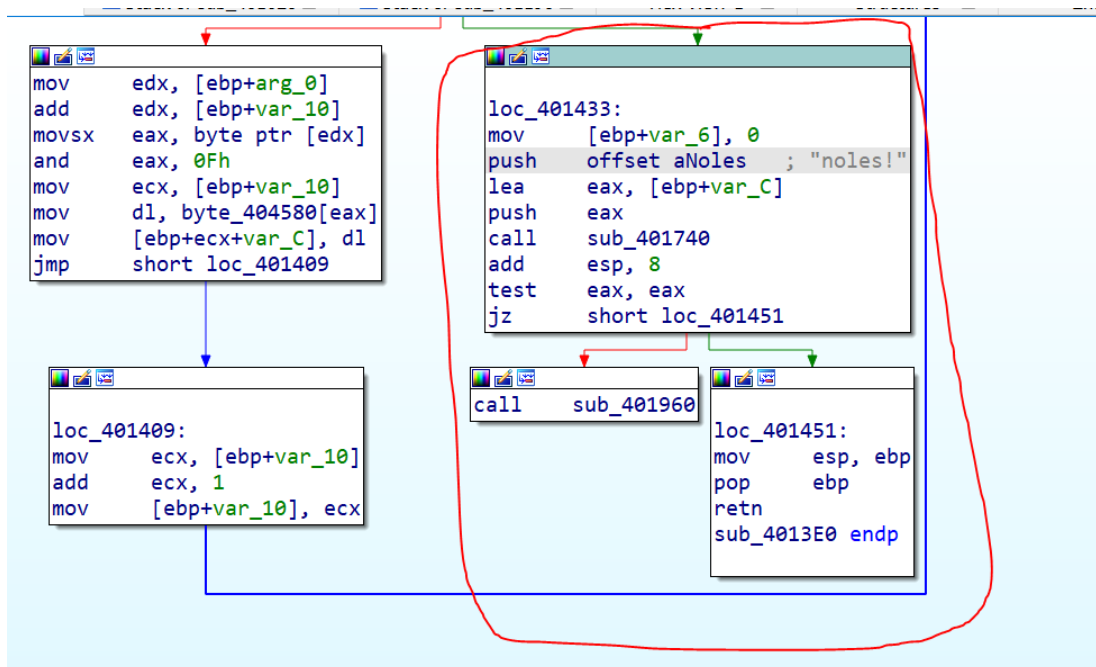 mov edx, [ebp+arg_0]
add edx, [ebp+var_10]
movsx eax, byte ptr [edx]
and eax, 0Fh
mov ecx, [ebp+var_10]
mov dl, byte_404580[eax]
mov [ebp+ecx+var_C], dl
jmp short loc_401409
loc_401409:
mov ecx, [ebp+var_10]
add ecx, 1
mov [ebp+var_10], ecx
loc_401433:
mov [ebp+var_6], 0
push offset aNoles ; "noles!"
lea eax, [ebp+var_C]
push eax
call sub_401740
add esp, 8
test eax, eax
jz short loc_401451
call sub_401960
loc_401451:
mov esp, ebp
pop ebp
retn
sub_4013E0 endp